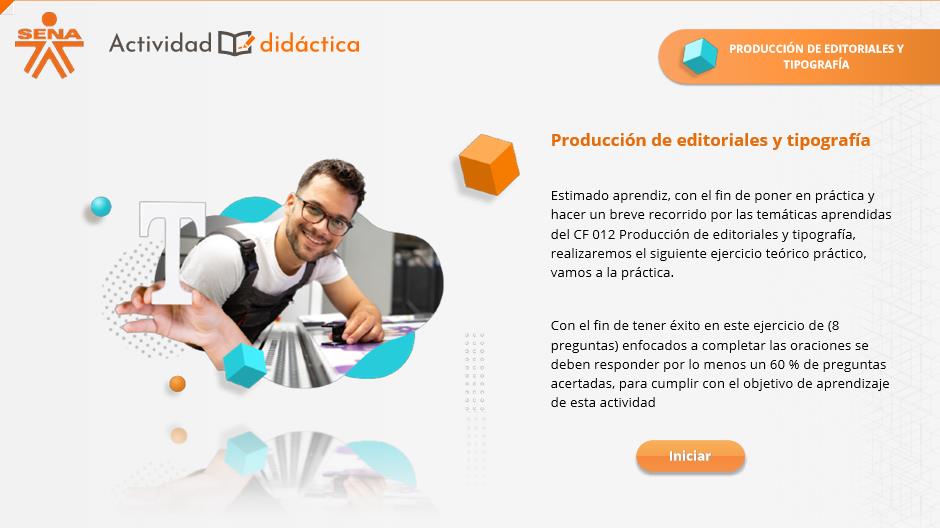 SENA
Actividad didáctica
PRODUCCIÓN DE EDITORIALES Y
TIPOGRAFÍA
Producción de editoriales y tipografía
Estimado aprendiz, con el fin de poner en práctica y
hacer un breve recorrido por las temáticas aprendidas
del CF 012 Producción de editoriales y tipografía,
realizaremos el siguiente ejercicio teórico práctico,
vamos a la práctica.
Con el fin de tener éxito en este ejercicio de (8
preguntas) enfocados a completar las oraciones se
deben responder por lo menos un 60 % de preguntas
acertadas, para cumplir con el objetivo de aprendizaje
de esta actividad
T
Iniciar